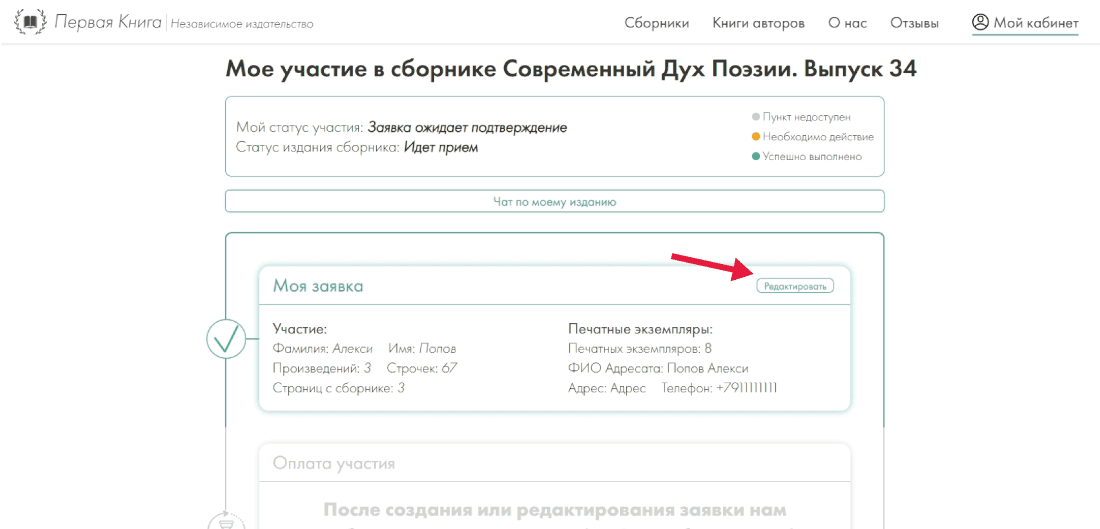 Первая Книга Независимое издательство Сборники Книги авторов О нас Отзывы Мой кабинет
Мое участие в сборнике Современный Дух Поэзии. Выпуск 34
Мой статус участия: Заявка ожидает подтверждение
Статус издания сборника: Идет прием
Пункт недоступен
Необходимо действие
Успешно выполнено
Чат по моему изданию
Моя заявка Редактировать
Участие:
Фамилия: Алекси Имя: Попов
Произведений: 3 Строчек: 67
Страниц с сборнике: 3
Печатные экземпляры:
Печатных экземпляров: 8
ФИО Адресата: Попов Алекси
Адрес: Адрес Телефон: +7911111111
Оплата участия
После создания или редактирования заявки нам